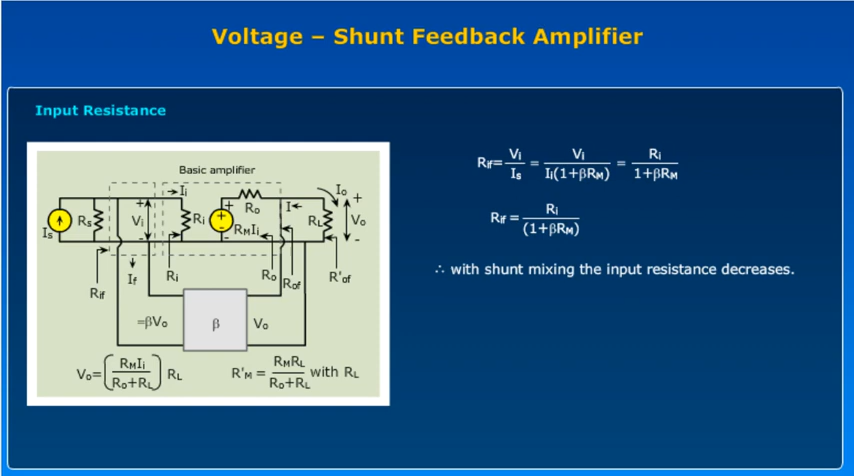 Voltage – Shunt Feedback Amplifier
Input Resistance
Basic amplifier
Ii
Io
+ Ro I +
Is Rs Vi Ri + RMIi RL Vo
- - -
If Ri Ro Rof R'of
Rif
=βVo β Vo
Vo=(RMIi/Ro+RL) RL
R'M = RMRL/Ro+RL with RL
Rif= Vi/Is = Vi/Ii(1+βRM) = Ri/1+βRM
Rif = Ri/(1+βRM)
∴ with shunt mixing the input resistance decreases.